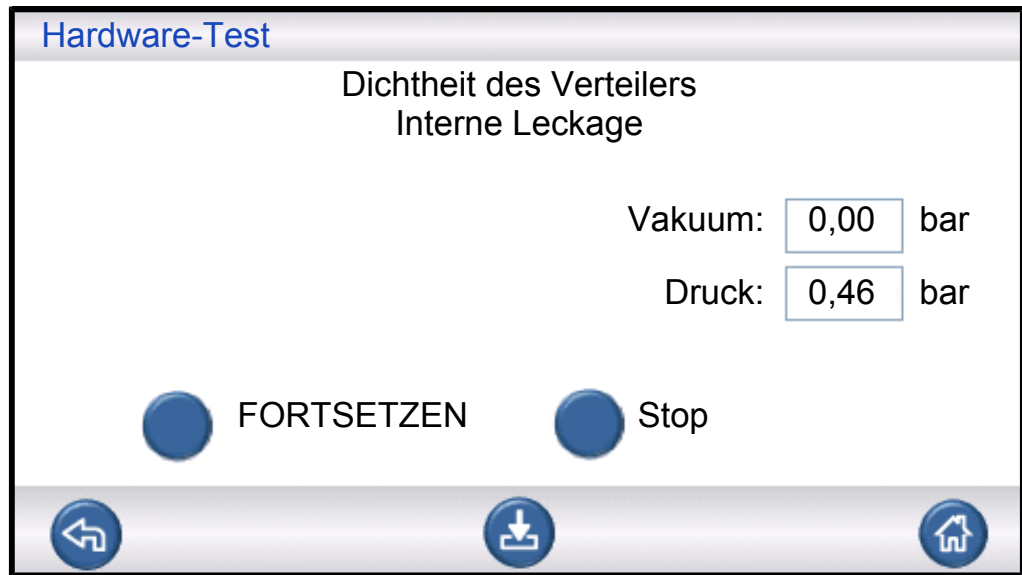 Hardware-Test
Dichtheit des Verteilers
Interne Leckage
Vakuum: 0,00 bar
Druck: 0,46 bar
FORTSETZEN Stop